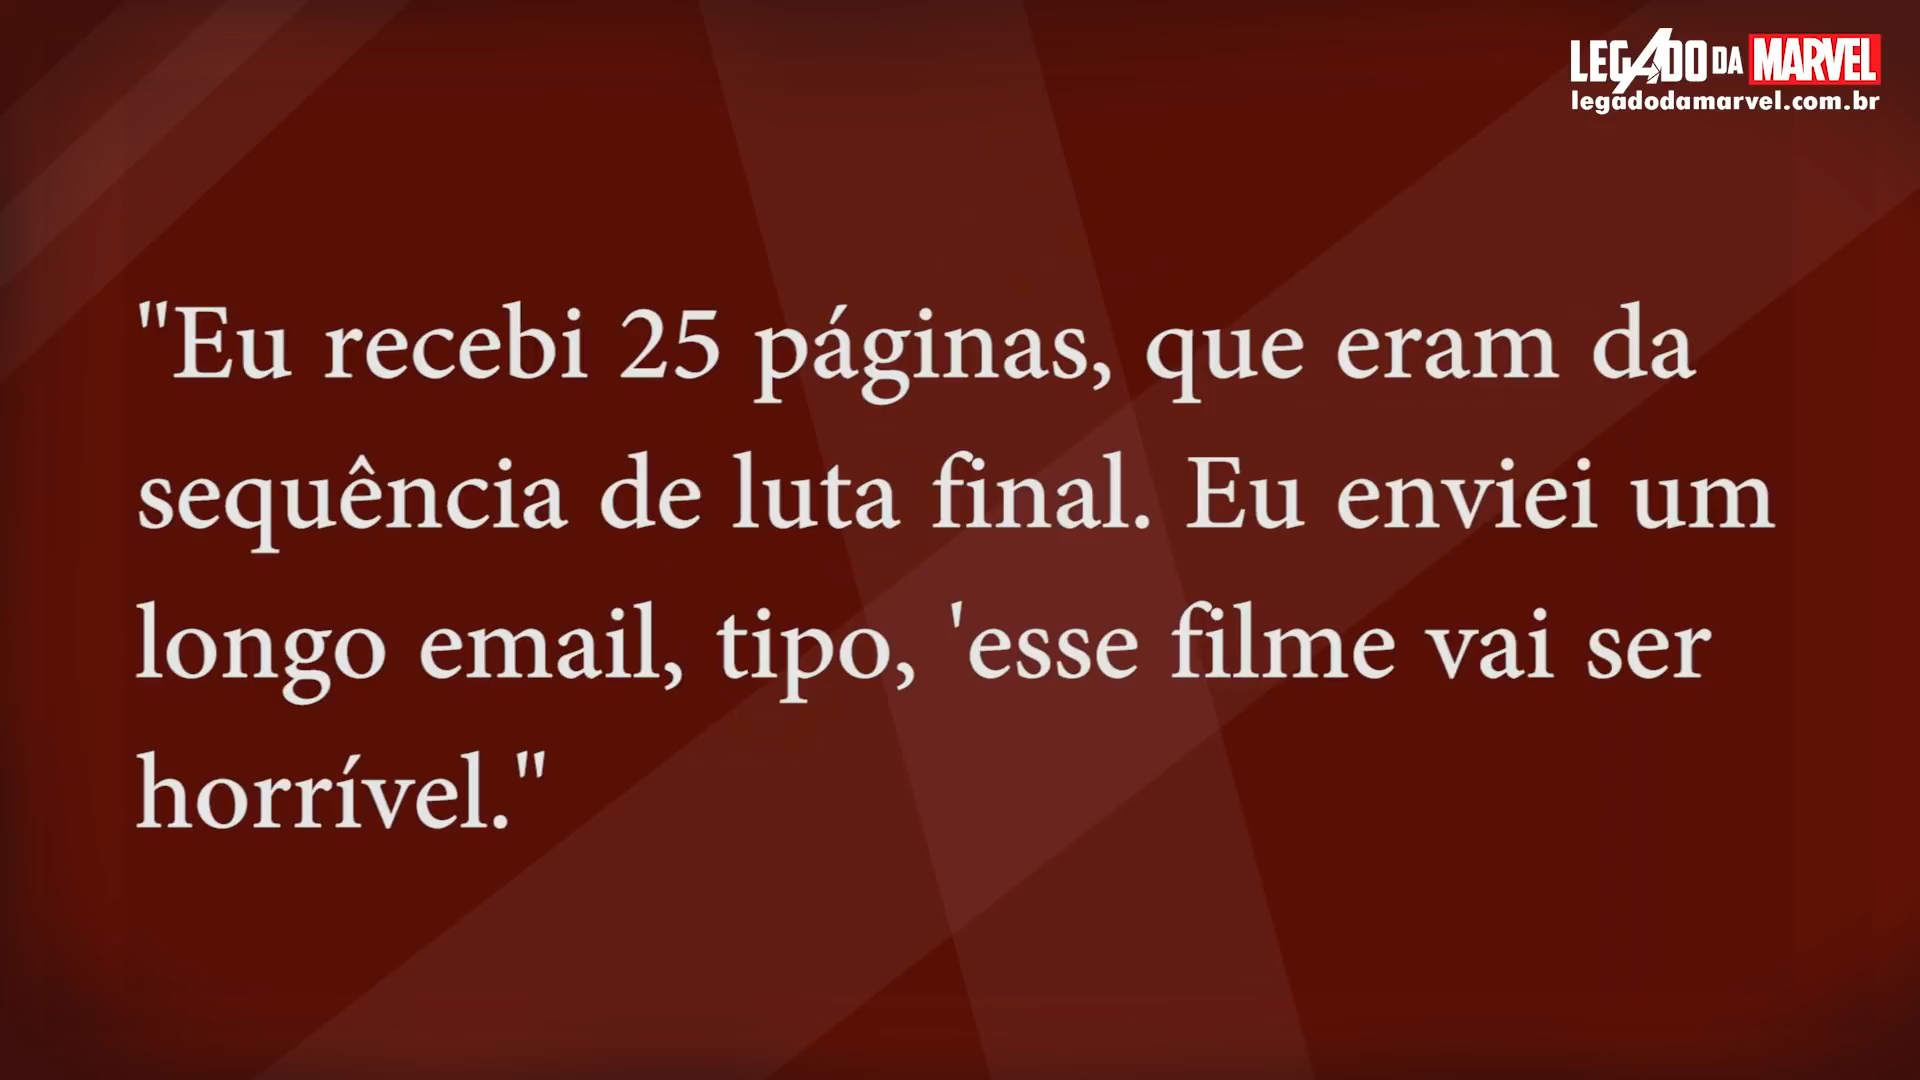 LEGADO DA MARVEL
legadodamarvel.com.br
"Eu recebi 25 páginas, que eram da
sequência de luta final. Eu enviei um
longo email, tipo, 'esse filme vai ser
horrível."